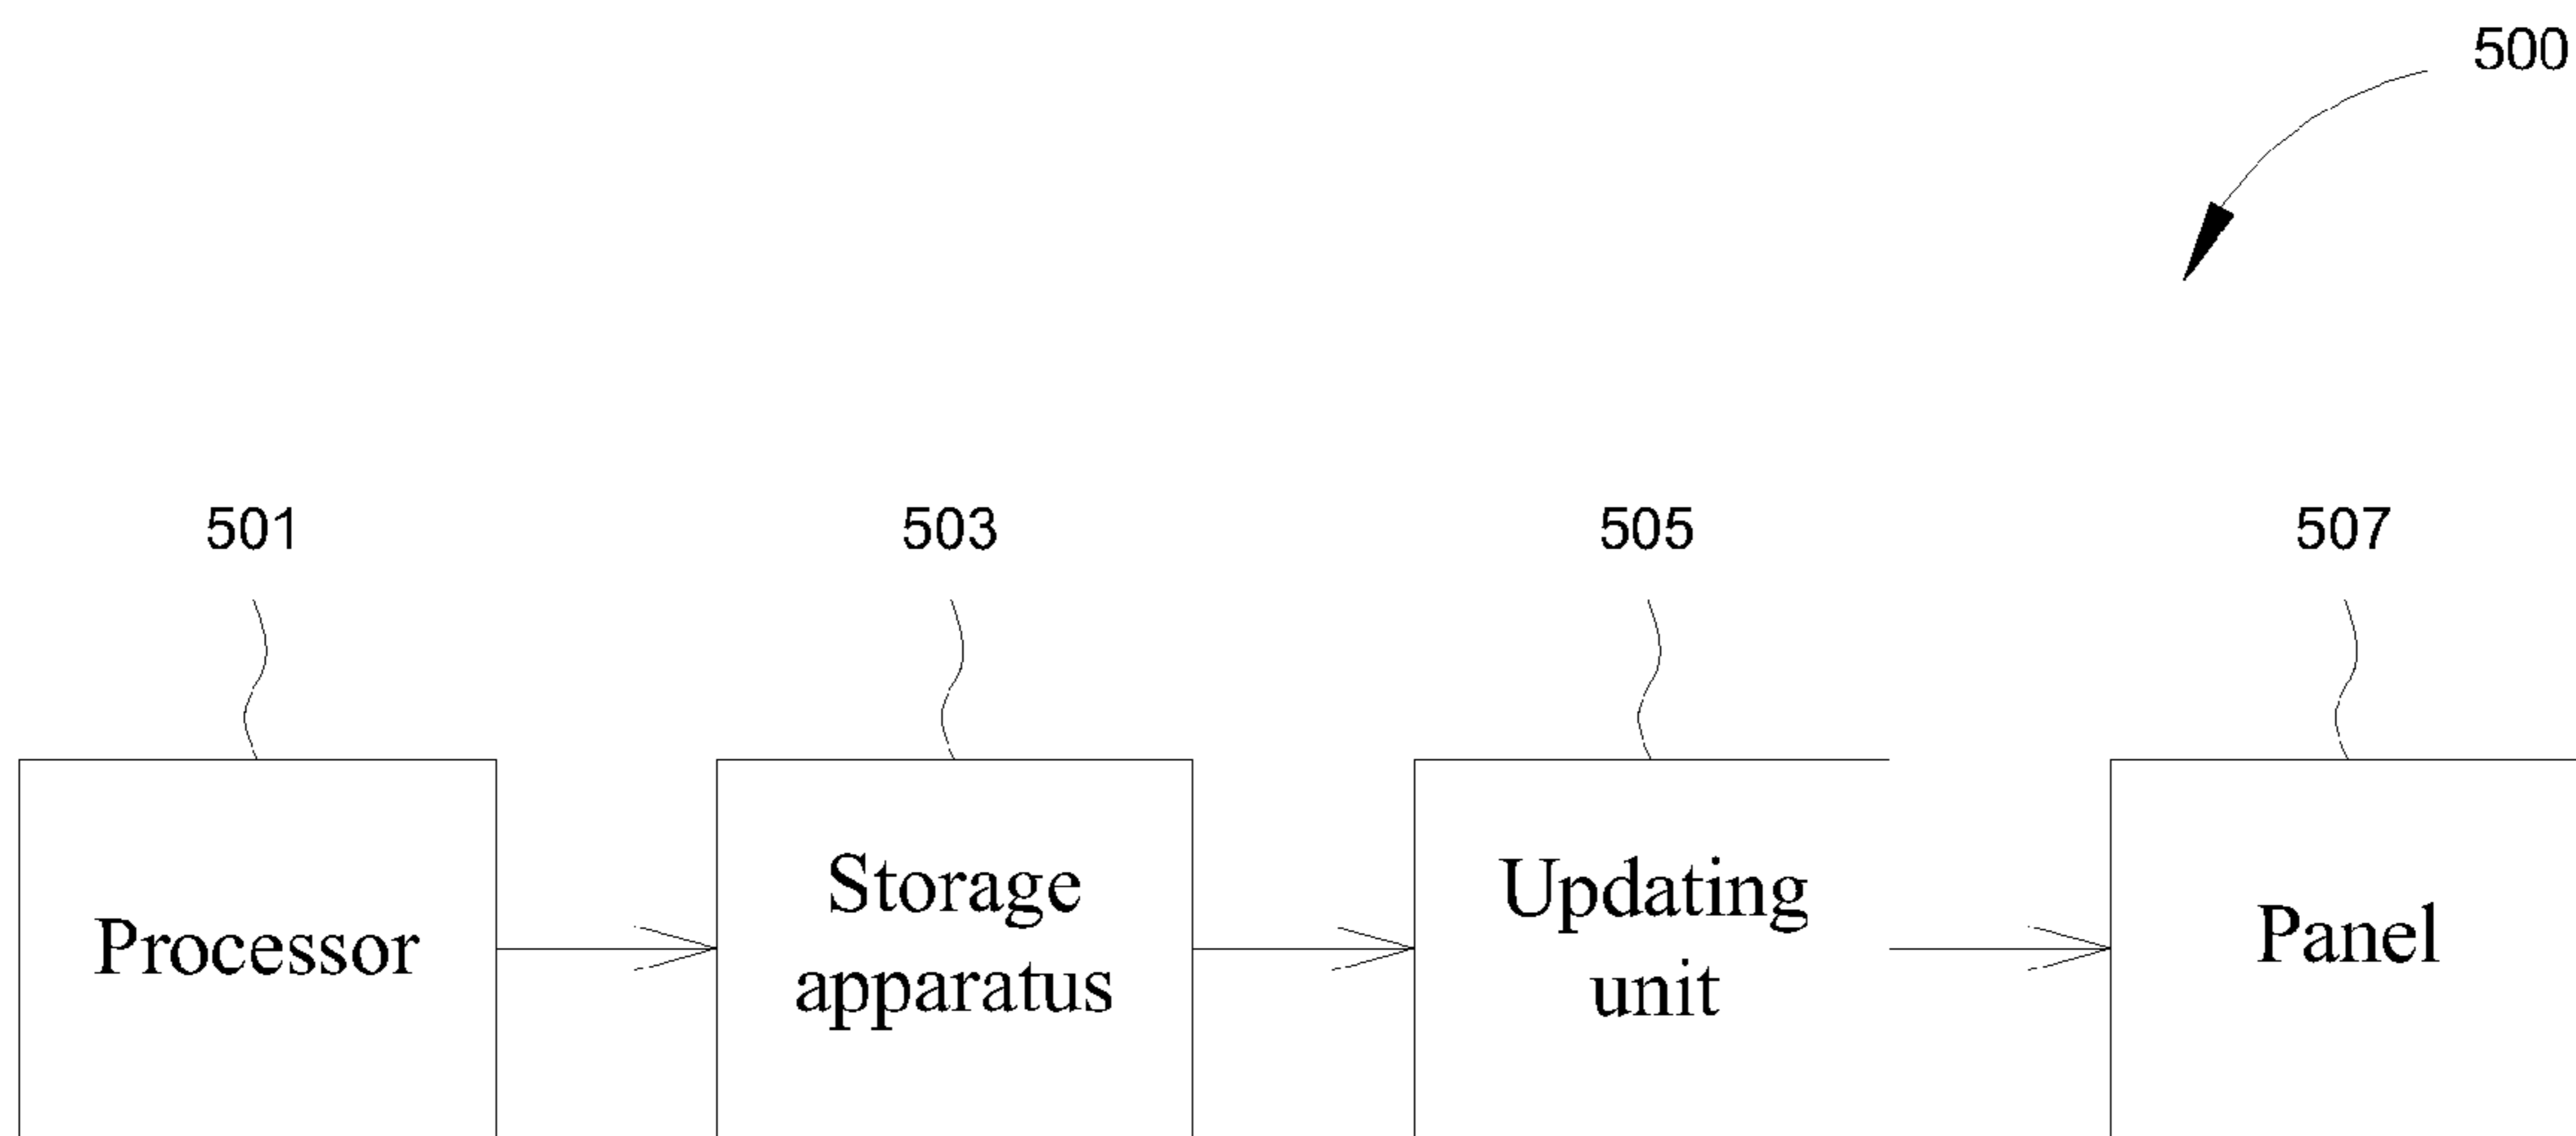 500
501
503
505
507
Processor
Storage
apparatus
Updating
unit
Panel